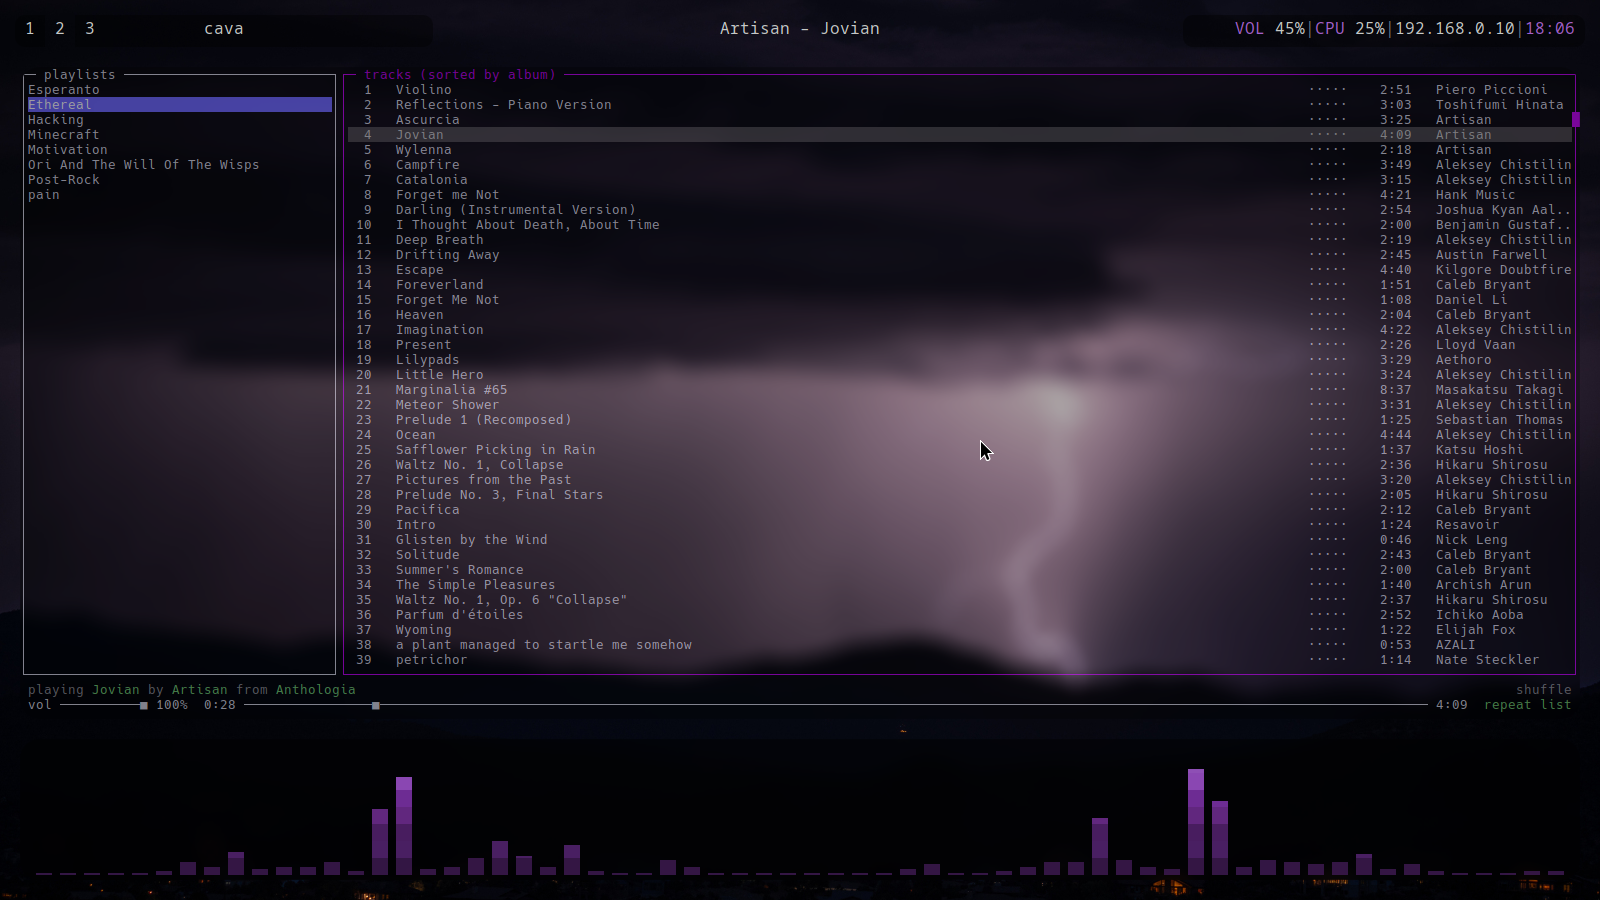 1 2 3 cava Artisan - Jovian VOL 45%|CPU 25%|192.168.0.10|18:06
playlists
Esperanto
Ethereal
Hacking
Minecraft
Motivation
Ori And The Will Of The Wisps
Post-Rock
pain
tracks (sorted by album)
1 Violino ····· 2:51 Piero Piccioni
2 Reflections - Piano Version ····· 3:03 Toshifumi Hinata
3 Ascurcia ····· 3:25 Artisan
4 Jovian ····· 4:09 Artisan
5 Wylenna ····· 2:18 Artisan
6 Campfire ····· 3:49 Aleksey Chistilin
7 Catalonia ····· 3:15 Aleksey Chistilin
8 Forget me Not ····· 4:21 Hank Music
9 Darling (Instrumental Version) ····· 2:54 Joshua Kyan Aal..
10 I Thought About Death, About Time ····· 2:00 Benjamin Gustaf..
11 Deep Breath ····· 2:19 Aleksey Chistilin
12 Drifting Away ····· 2:45 Austin Farwell
13 Escape ····· 4:40 Kilgore Doubtfire
14 Foreverland ····· 1:51 Caleb Bryant
15 Forget Me Not ····· 1:08 Daniel Li
16 Heaven ····· 2:04 Caleb Bryant
17 Imagination ····· 4:22 Aleksey Chistilin
18 Present ····· 2:26 Lloyd Vaan
19 Lilypads ····· 3:29 Aethoro
20 Little Hero ····· 3:24 Aleksey Chistilin
21 Marginalia #65 ····· 8:37 Masakatsu Takagi
22 Meteor Shower ····· 3:31 Aleksey Chistilin
23 Prelude 1 (Recomposed) ····· 1:25 Sebastian Thomas
24 Ocean ····· 4:44 Aleksey Chistilin
25 Safflower Picking in Rain ····· 1:37 Katsu Hoshi
26 Waltz No. 1, Collapse ····· 2:36 Hikaru Shirosu
27 Pictures from the Past ····· 3:20 Aleksey Chistilin
28 Prelude No. 3, Final Stars ····· 2:05 Hikaru Shirosu
29 Pacifica ····· 2:12 Caleb Bryant
30 Intro ····· 1:24 Resavoir
31 Glisten by the Wind ····· 0:46 Nick Leng
32 Solitude ····· 2:43 Caleb Bryant
33 Summer's Romance ····· 2:00 Caleb Bryant
34 The Simple Pleasures ····· 1:40 Archish Arun
35 Waltz No. 1, Op. 6 "Collapse" ····· 2:37 Hikaru Shirosu
36 Parfum d'étoiles ····· 2:52 Ichiko Aoba
37 Wyoming ····· 1:22 Elijah Fox
38 a plant managed to startle me somehow ····· 0:53 AZALI
39 petrichor ····· 1:14 Nate Steckler
playing Jovian by Artisan from Anthologia shuffle
vol 100% 0:28 4:09 repeat list